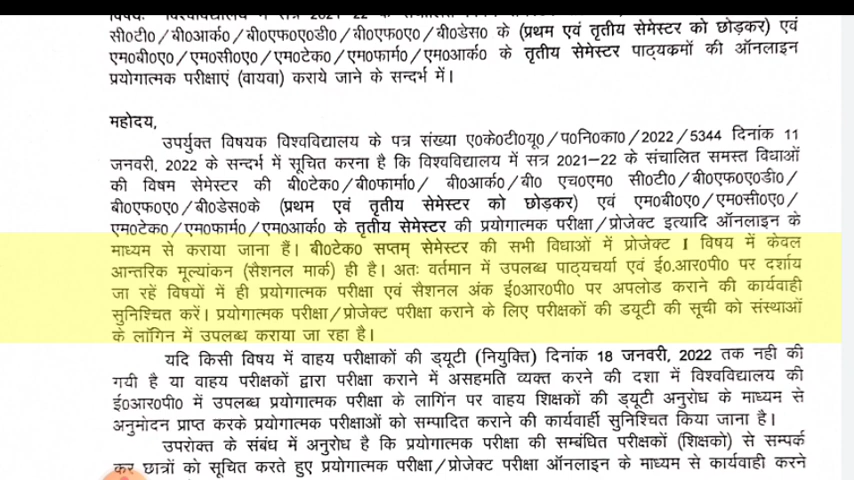 विषयः विश्वविद्यालय में सत्र 2021-22 के संचालित
सी0टी0/बी0आर्क0/बी0एफ0ए0डी0/बी0एफ0ए0/बी0डेस0 के (प्रथम एवं तृतीय सेमेस्टर को छोड़कर) एवं
एम0बी0ए0/एम0सी0ए0/एम0टेक0/एम0फार्म0/एम0आर्क0 के तृतीय सेमेस्टर पाठ्यक्रमों की ऑनलाइन
प्रयोगात्मक परीक्षाएं (वायवा) कराये जाने के सन्दर्भ में।
महोदय,
उपर्युक्त विषयक विश्वविद्यालय के पत्र संख्या ए0के0टी0यू0/प0नि0का0/2022/5344 दिनांक 11
जनवरी, 2022 के सन्दर्भ में सूचित करना है कि विश्वविद्यालय में सत्र 2021-22 के संचालित समस्त विधाओं
की विषम सेमेस्टर की बी0टेक0/बी0फार्मा0/ बी0आर्क0/बी0 एच0एम0 सी0टी0/बी0एफ0ए0डी0/
बी0एफ0ए0/बी0डेस0के (प्रथम एवं तृतीय सेमेस्टर को छोड़कर) एवं एम0बी0ए0/एम0सी0ए0/
एम0टेक0/एम0फार्म0/एम0आर्क0 के तृतीय सेमेस्टर की प्रयोगात्मक परीक्षा/प्रोजेक्ट इत्यादि ऑनलाइन के
माध्यम से कराया जाना हैं। बी0टेक0 सप्तम् सेमेस्टर की सभी विधाओं में प्रोजेक्ट I विषय में केवल
आन्तरिक मूल्यांकन (सैशनल मार्क) ही है। अतः वर्तमान में उपलब्ध पाठ्यचर्या एवं ई0.आर0पी0 पर दर्शाय
जा रहें विषयों में ही प्रयोगात्मक परीक्षा एवं सैशनल अंक ई0आर0पी0 पर अपलोड कराने की कार्यवाही
सुनिश्चित करें। प्रयोगात्मक परीक्षा/प्रोजेक्ट परीक्षा कराने के लिए परीक्षकों की डयूटी की सूची को संस्थाओं
के लॉगिन में उपलब्ध कराया जा रहा है।
यदि किसी विषय में वाहय परीक्षाकों की ड्यूटी (नियुक्ति) दिनांक 18 जनवरी, 2022 तक नही की
गयी है या वाहय परीक्षकों द्वारा परीक्षा कराने में असहमति व्यक्त करने की दशा में विश्वविद्यालय की
ई0आर0पी0 में उपलब्ध प्रयोगात्मक परीक्षा के लागिंन पर वाहय शिक्षकों की ड्यूटी अनुरोध के माध्यम से
अनुमोदन प्राप्त करके प्रयोगात्मक परीक्षाओं को सम्पादित कराने की कार्यवाही सुनिश्चित किया जाना है।
उपरोक्त के संबंध में अनुरोध है कि प्रयोगात्मक परीक्षा की सम्बंधित परीक्षकों (शिक्षको) से सम्पर्क
कर छात्रों को सूचित करते हुए प्रयोगात्मक परीक्षा/प्रोजेक्ट परीक्षा ऑनलाइन के माध्यम से कार्यवाही करने